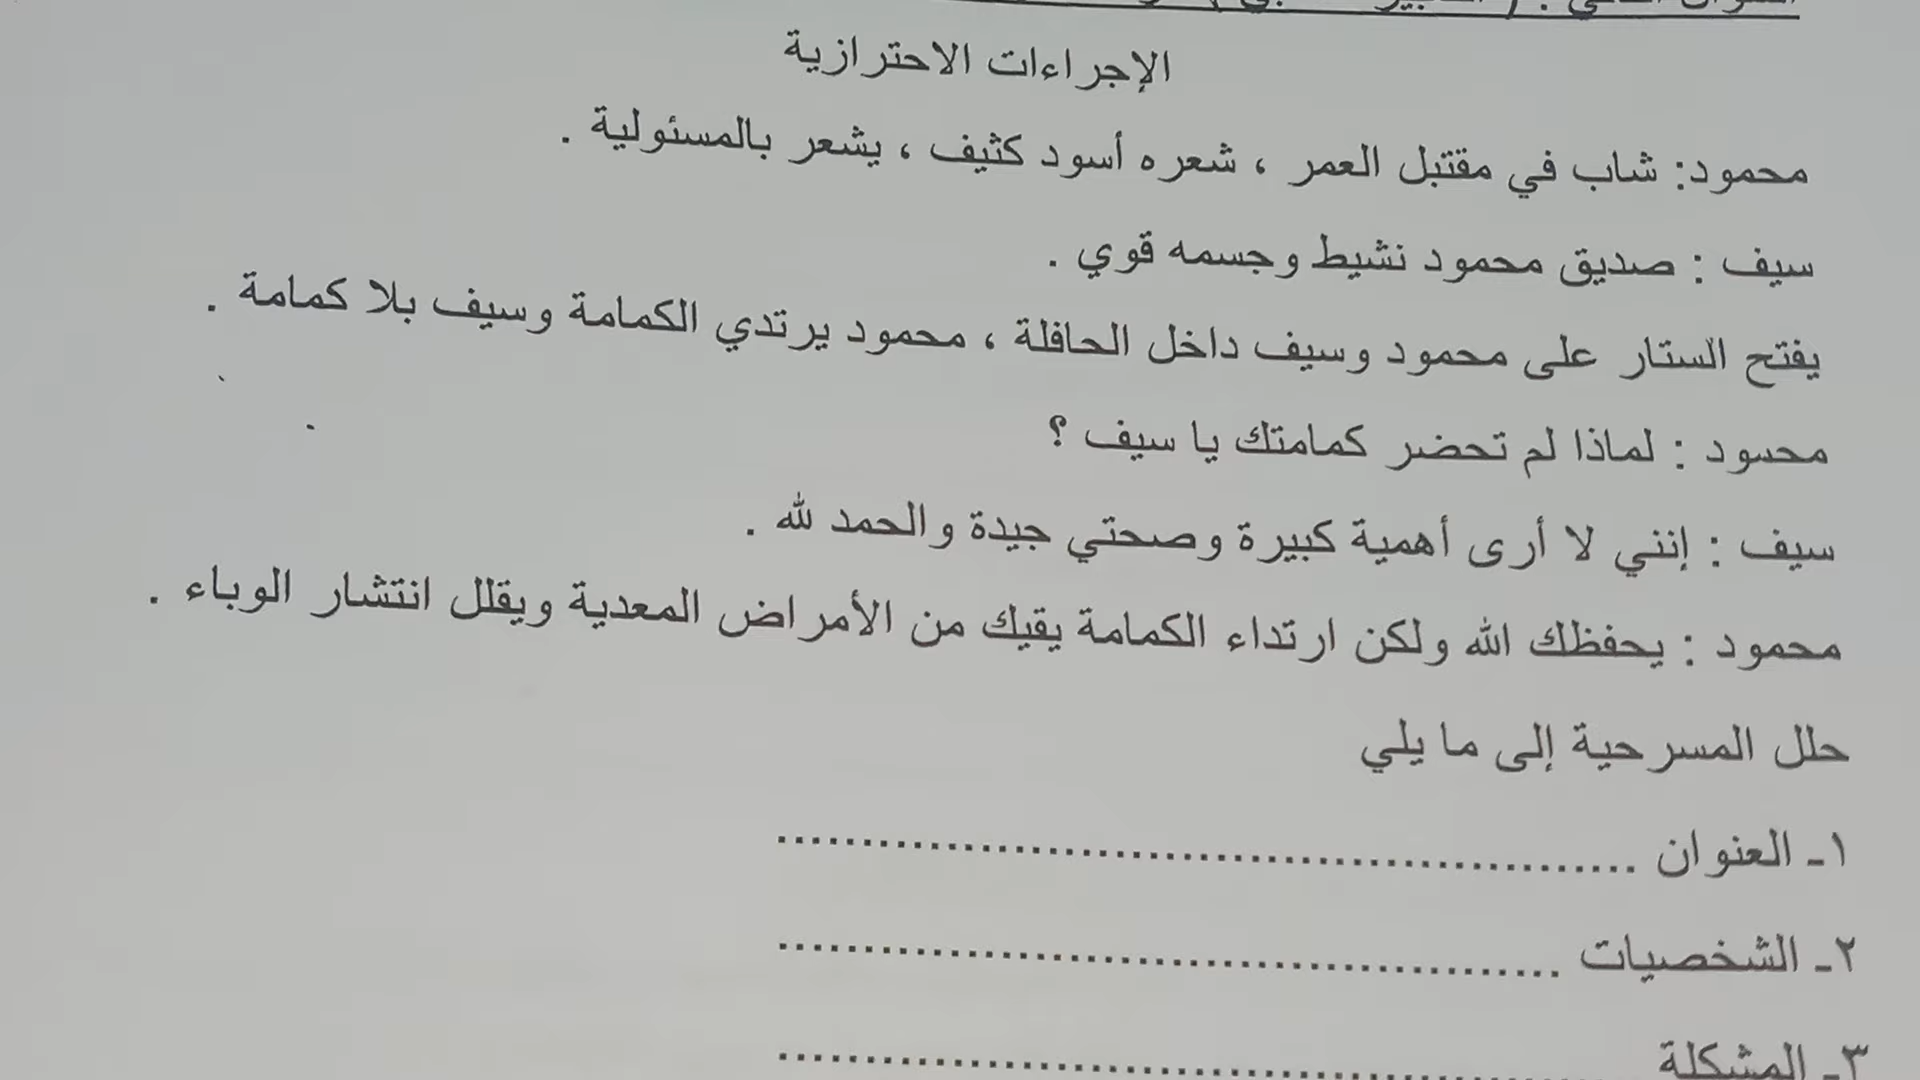 الإجراءات الاحترازية
محمود: شاب في مقتبل العمر ، شعره أسود كثيف ، يشعر بالمسئولية .
سيف : صديق محمود نشيط وجسمه قوي .
يفتح الستار على محمود وسيف داخل الحافلة ، محمود يرتدي الكمامة وسيف بلا كمامة .
محمود : لماذا لم تحضر كمامتك يا سيف ؟
سيف : إنني لا أرى أهمية كبيرة وصحتي جيدة والحمد لله .
محمود : يحفظك الله ولكن ارتداء الكمامة يقيك من الأمراض المعدية ويقلل انتشار الوباء .
حلل المسرحية إلى ما يلي
١- العنوان ..................................................
٢- الشخصيات ..............................................
٣- المشكلة ..............................................